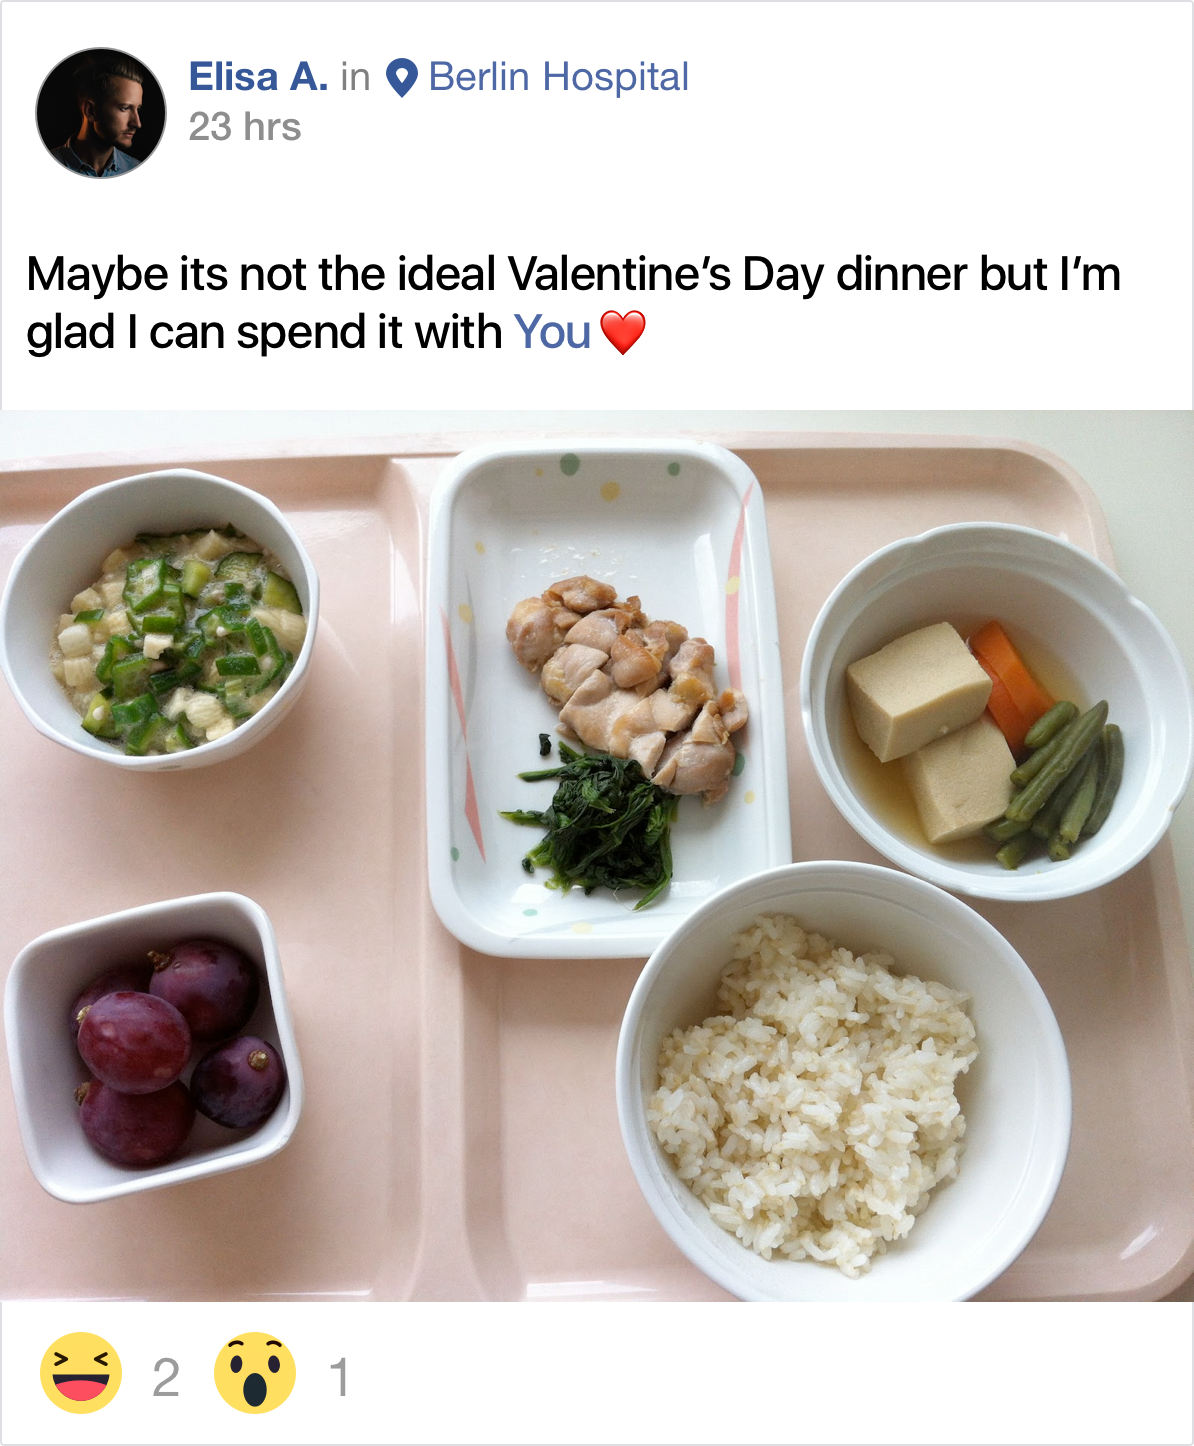 Elisa A. in Berlin Hospital
23 hrs
Maybe its not the ideal Valentine’s Day dinner but I’m
glad I can spend it with You❤️
2 1